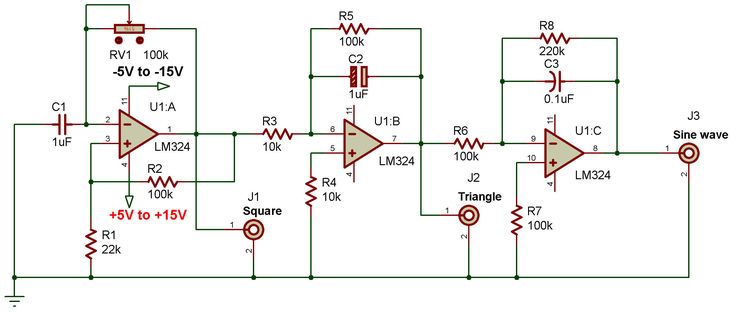 RV1
100k
-5V to -15V
C1
1uF
11
U1:A
2
3
1
4
LM324
R2
100k
+5V to +15V
R1
22k
J1
Square
1
2
R3
10k
R5
100k
C2
1uF
11
U1:B
6
5
7
4
LM324
R4
10k
J2
Triangle
1
2
R6
100k
R8
220k
C3
0.1uF
11
U1:C
9
10
8
4
LM324
R7
100k
J3
Sine wave
1
2